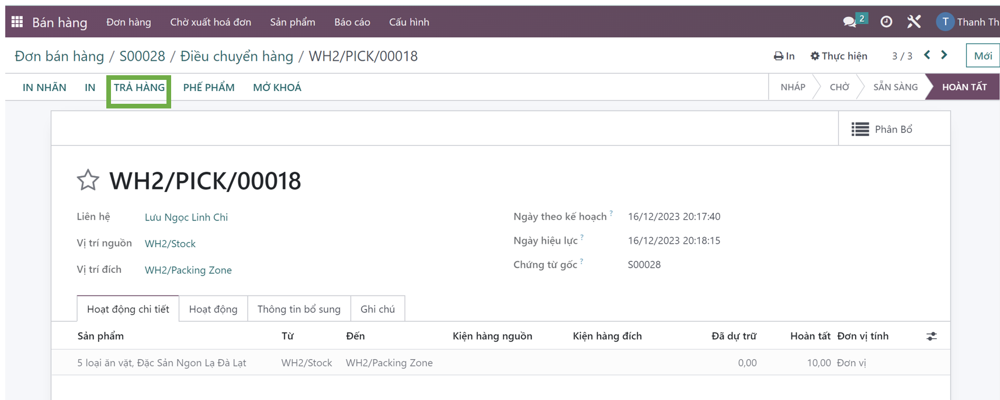 Bán hàng Đơn hàng Chờ xuất hoá đơn Sản phẩm Báo cáo Cấu hình 2 T Thanh Th
Đơn bán hàng / S00028 / Điều chuyển hàng / WH2/PICK/00018 In Thực hiện 3 / 3 Mới
IN NHÃN IN TRẢ HÀNG PHẾ PHẨM MỞ KHOÁ NHÁP CHỜ SẴN SÀNG HOÀN TẤT
Phân Bổ
WH2/PICK/00018
Liên hệ Lưu Ngọc Linh Chi Ngày theo kế hoạch ? 16/12/2023 20:17:40
Vị trí nguồn WH2/Stock Ngày hiệu lực ? 16/12/2023 20:18:15
Vị trí đích WH2/Packing Zone Chứng từ gốc ? S00028
Hoạt động chi tiết Hoạt động Thông tin bổ sung Ghi chú
Sản phẩm Từ Đến Kiện hàng nguồn Kiện hàng đích Đã dự trữ Hoàn tất Đơn vị tính
5 loại ăn vặt, Đặc Sản Ngon Lạ Đà Lạt WH2/Stock WH2/Packing Zone 0,00 10,00 Đơn vị